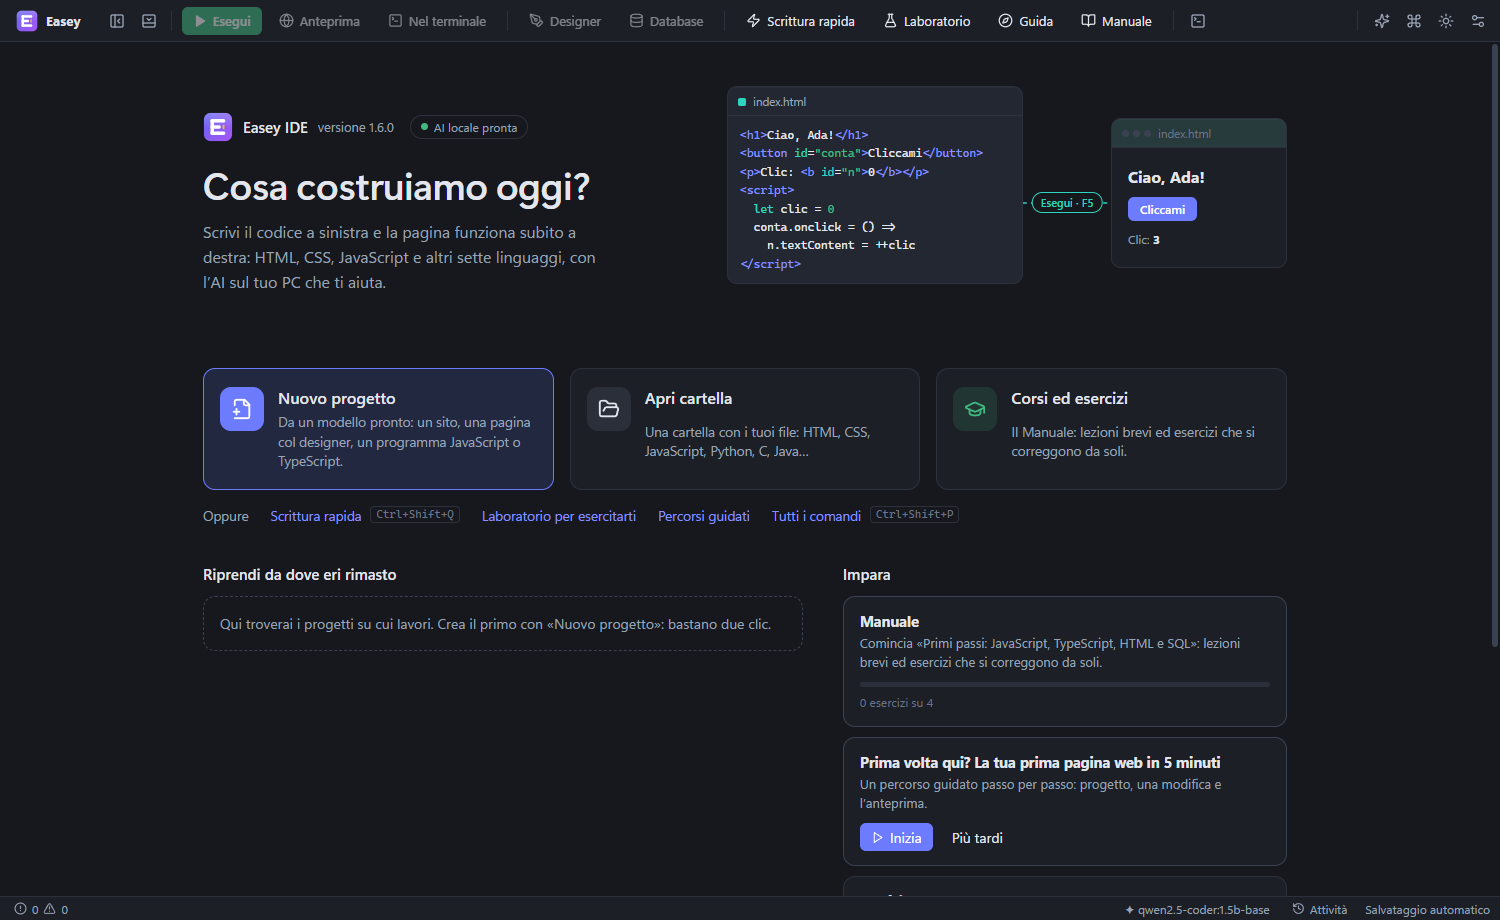 Easey
Esegui
Anteprima
Nel terminale
Designer
Database
Scrittura rapida
Laboratorio
Guida
Manuale
Easey IDE versione 1.6.0 AI locale pronta
Cosa costruiamo oggi?
Scrivi il codice a sinistra e la pagina funziona subito a
destra: HTML, CSS, JavaScript e altri sette linguaggi, con
l'AI sul tuo PC che ti aiuta.
index.html
<h1>Ciao, Ada!</h1>
<button id="conta">Cliccami</button>
<p>Clic: <b id="n">0</b></p>
<script>
let clic = 0
conta.onclick = () =>
n.textContent = ++clic
</script>
Esegui · F5
index.html
Ciao, Ada!
Cliccami
Clic: 3
Nuovo progetto
Da un modello pronto: un sito, una pagina
col designer, un programma JavaScript o
TypeScript.
Apri cartella
Una cartella con i tuoi file: HTML, CSS,
JavaScript, Python, C, Java...
Corsi ed esercizi
Il Manuale: lezioni brevi ed esercizi che si
correggono da soli.
Oppure Scrittura rapida Ctrl+Shift+Q Laboratorio per esercitarti Percorsi guidati Tutti i comandi Ctrl+Shift+P
Riprendi da dove eri rimasto
Qui troverai i progetti su cui lavori. Crea il primo con «Nuovo progetto»: bastano due clic.
Impara
Manuale
Comincia «Primi passi: JavaScript, TypeScript, HTML e SQL»: lezioni
brevi ed esercizi che si correggono da soli.
0 esercizi su 4
Prima volta qui? La tua prima pagina web in 5 minuti
Un percorso guidato passo per passo: progetto, una modifica e
l'anteprima.
Inizia
Più tardi
0 0
qwen2.5-coder:1.5b-base
Attività
Salvataggio automatico